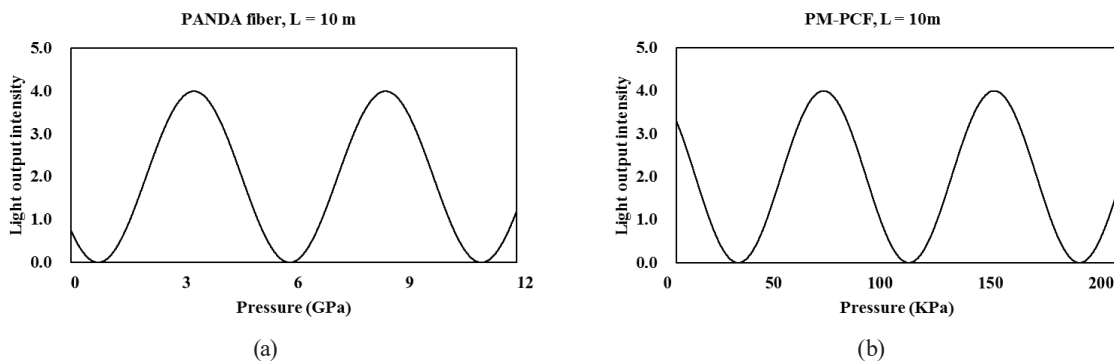 PANDA fiber, L = 10 m
5.0
4.0
3.0
2.0
1.0
0.0
Light output intensity
0 3 6 9 12
Pressure (GPa)
(a)
PM-PCF, L = 10m
5.0
4.0
3.0
2.0
1.0
0.0
Light output intensity
0 50 100 150 200
Pressure (KPa)
(b)